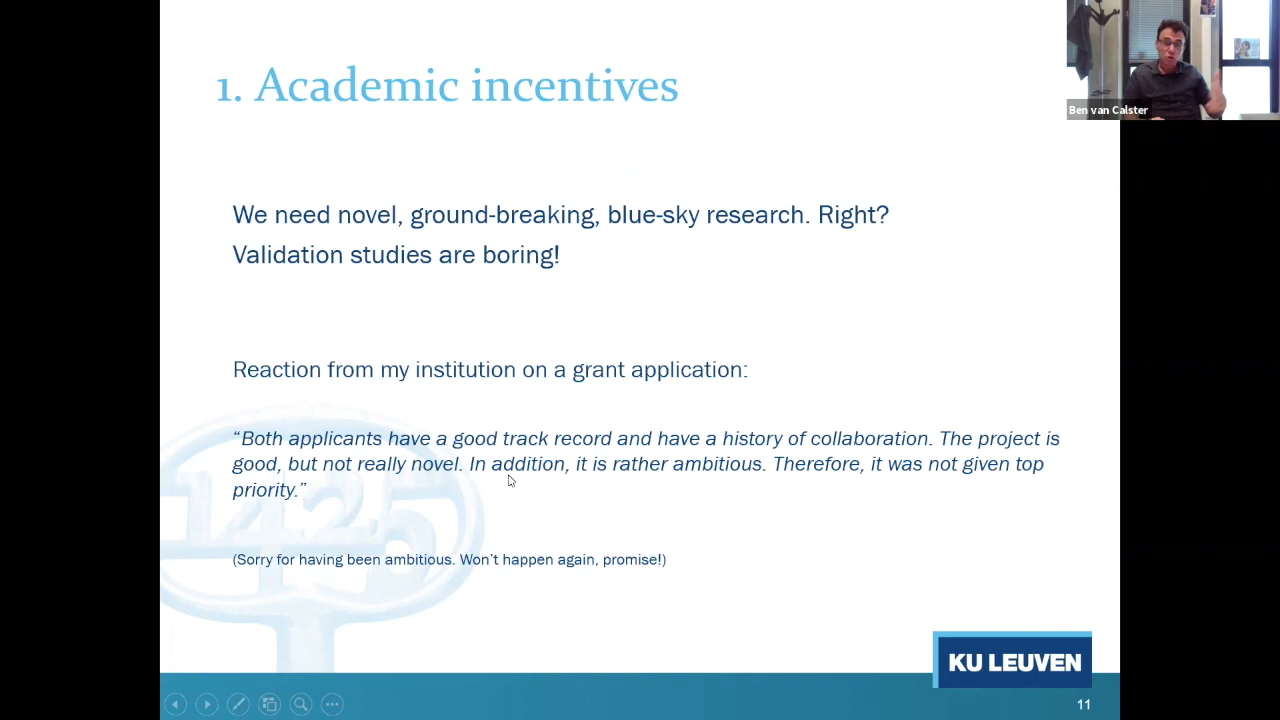 1. Academic incentives
Ben van Calster
We need novel, ground-breaking, blue-sky research. Right?
Validation studies are boring!
Reaction from my institution on a grant application:
“Both applicants have a good track record and have a history of collaboration. The project is
good, but not really novel. In addition, it is rather ambitious. Therefore, it was not given top
priority.”
1425
(Sorry for having been ambitious. Won’t happen again, promise!)
KU LEUVEN
11